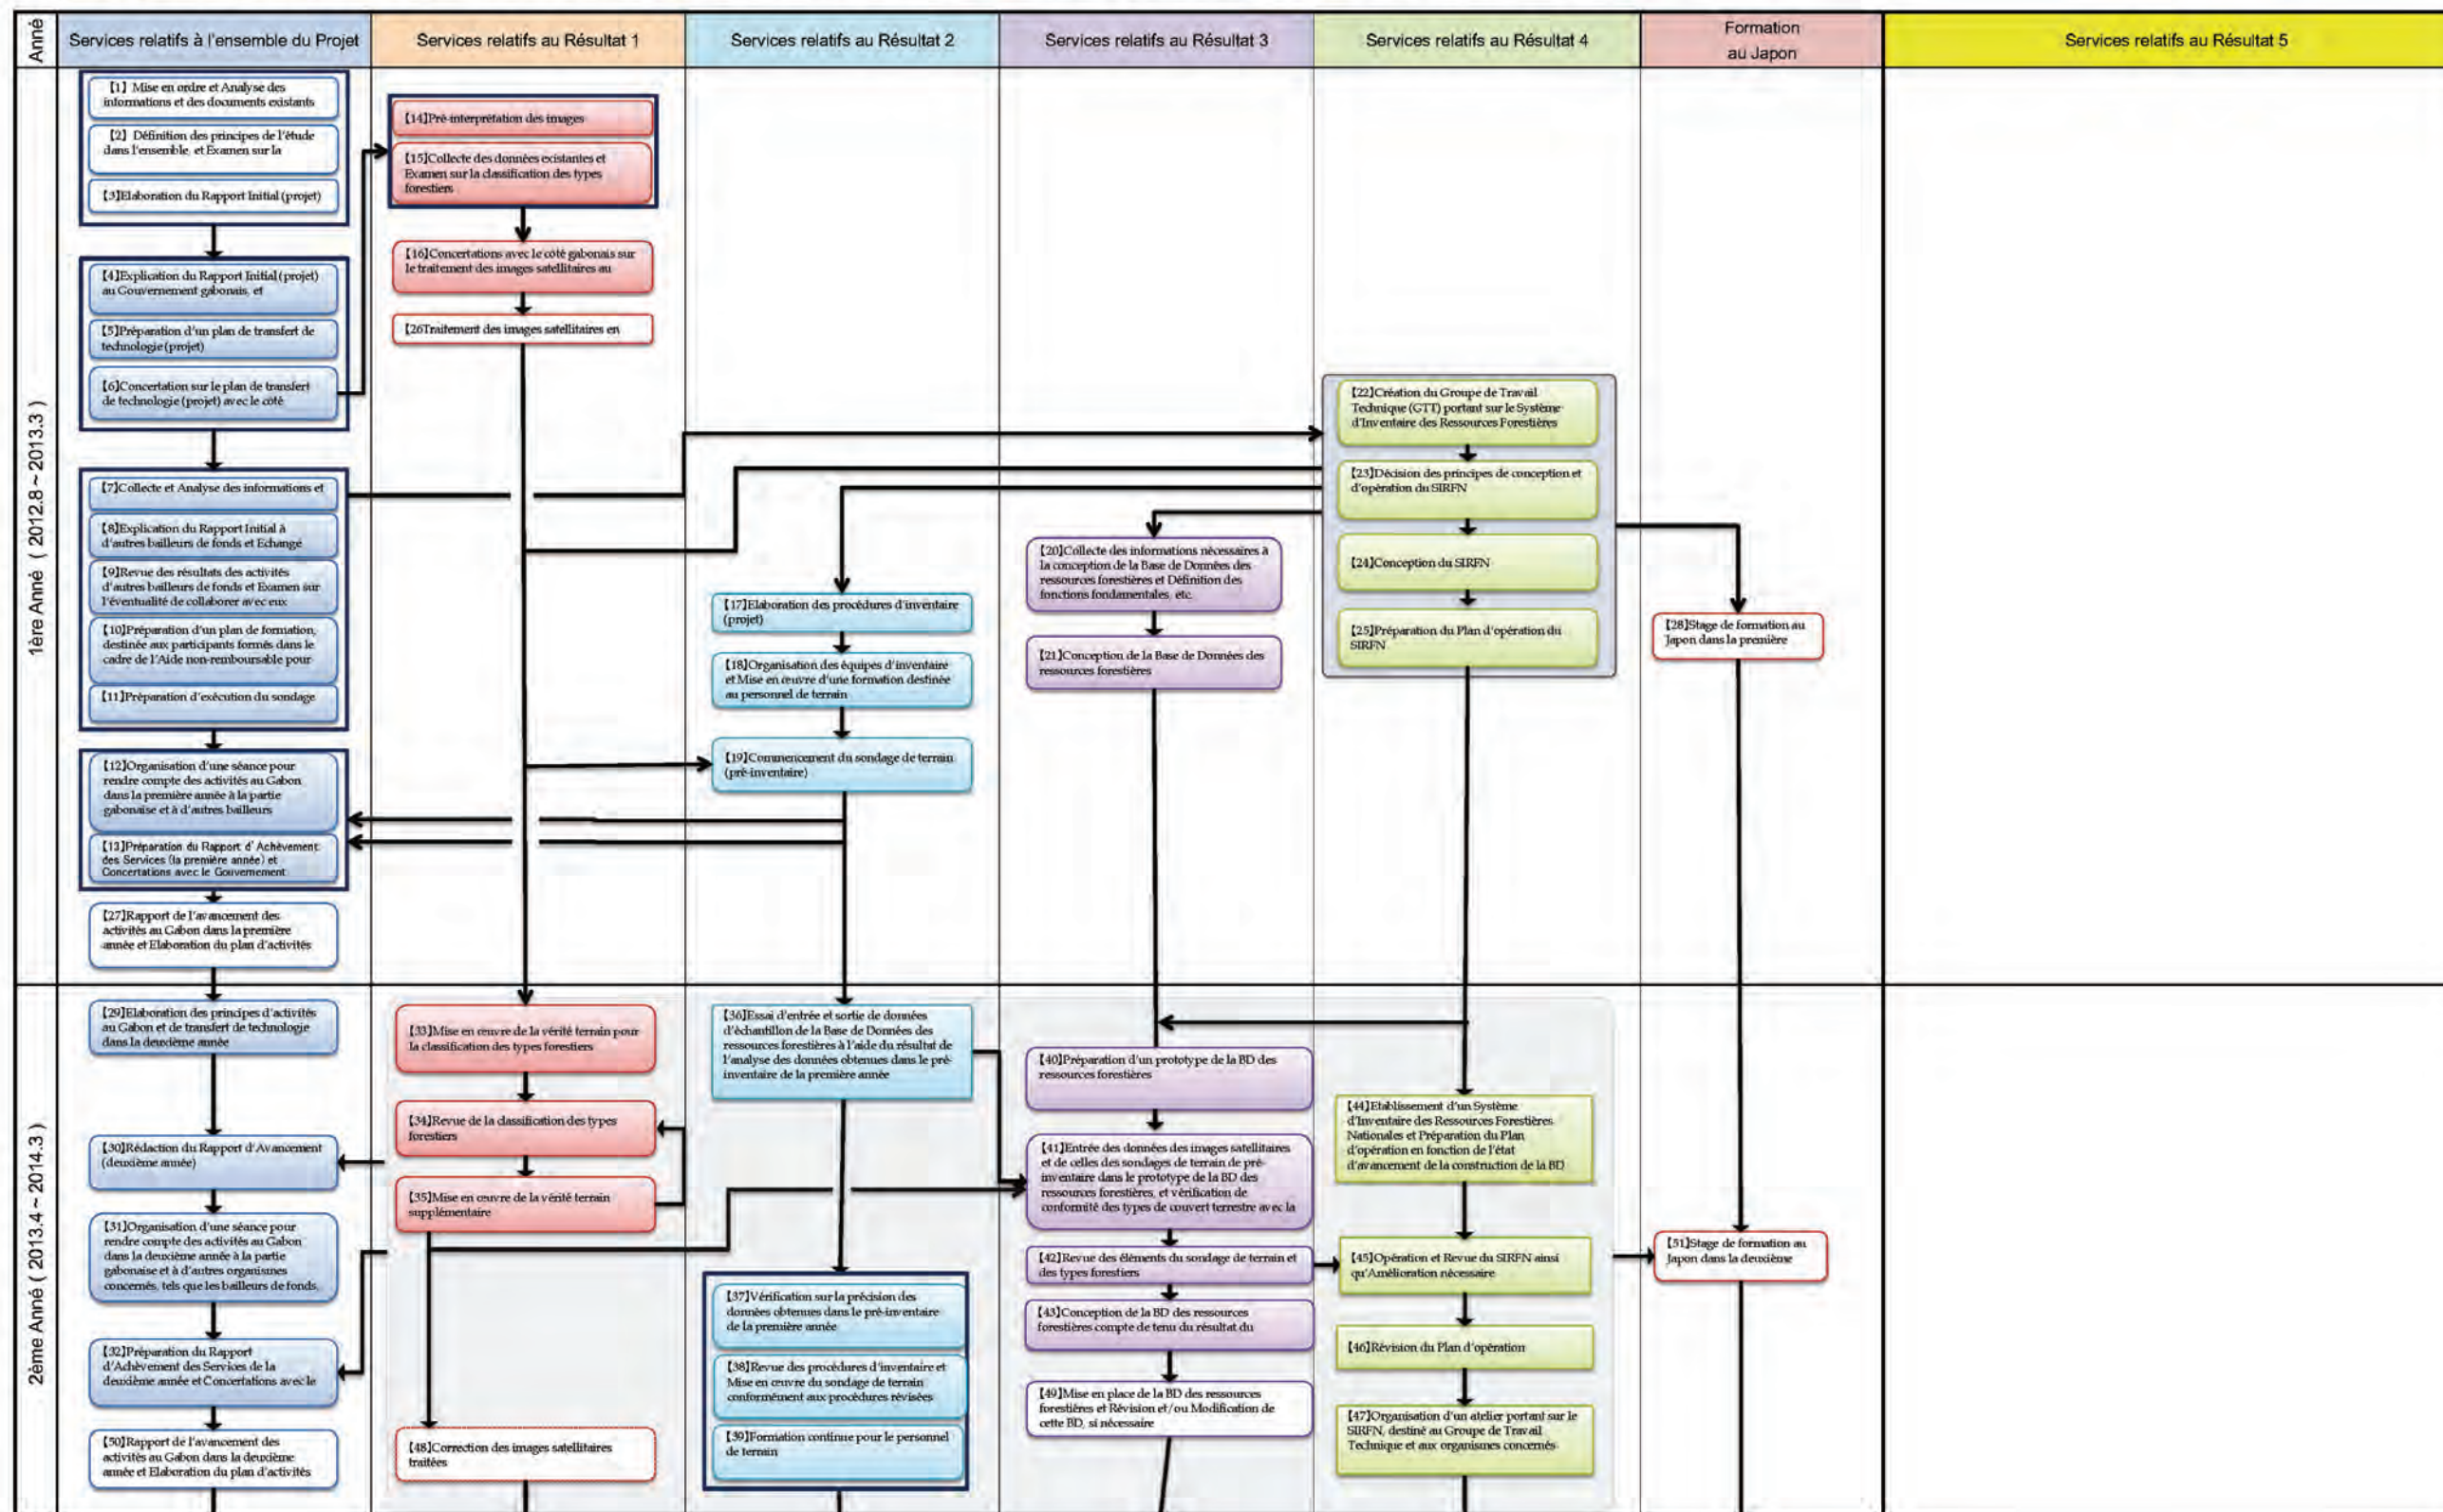 Anné
Services relatifs à l'ensemble du Projet
Services relatifs au Résultat 1
Services relatifs au Résultat 2
Services relatifs au Résultat 3
Services relatifs au Résultat 4
Formation
au Japon
Services relatifs au Résultat 5
1ère Anné ( 2012.8 ~ 2013.3 )
【1】 Mise en ordre et Analyse des
informations et des documents existants
【2】 Définition des principes de l'étude
dans l'ensemble, et Examen sur la
【3】Elaboration du Rapport Initial (projet)
【4】Explication du Rapport Initial (projet)
au Gouvernement gabonais, et
【5】Préparation d'un plan de transfert de
technologie (projet)
【6】Concertation sur le plan de transfert
de technologie (projet) avec le côté
【7】Collecte et Analyse des informations et
【8】Explication du Rapport Initial à
d'autres bailleurs de fonds et Echange
【9】Revue des résultats des activités
d'autres bailleurs de fonds et Examen sur
l'éventualité de collaborer avec eux
【10】Préparation d'un plan de formation,
destinée aux participants formés dans le
cadre de l'Aide non-remboursable pour
【11】Préparation d'exécution du sondage
【12】Organisation d'une séance pour
rendre compte des activités au Gabon
dans la première année à la partie
gabonaise et à d'autres bailleurs
【13】Préparation du Rapport d'Achèvement
des Services (la première année) et
Concertations avec le Gouvernement
【27】Rapport de l'avancement des
activités au Gabon dans la première
année et Elaboration du plan d'activités
【14】Pré-interprétation des images
【15】Collecte des données existantes et
Examen sur la classification des types
forestiers
【16】Concertations avec le côté gabonais sur
le traitement des images satellitaires au
【26Traitement des images satellitaires en
【17】Elaboration des procédures d'inventaire
(projet)
【18】Organisation des équipes d'inventaire
et Mise en œuvre d'une formation destinée
au personnel de terrain
【19】Commencement du sondage de terrain
(pré-inventaire)
【20】Collecte des informations nécessaires à
la conception de la Base de Données des
ressources forestières et Définition des
fonctions fondamentales, etc.
【21】Conception de la Base de Données des
ressources forestières
【22】Création du Groupe de Travail
Technique (GTT) portant sur le Système
d'Inventaire des Ressources Forestières
【23】Décision des principes de conception et
d'opération du SIRFN
【24】Conception du SIRFN
【25】Préparation du Plan d'opération du
SIRFN
【28】Stage de formation au
Japon dans la première
2ème Anné ( 2013.4 ~ 2014.3 )
【29】Elaboration des principes d'activités
au Gabon et de transfert de technologie
dans la deuxième année
【30】Rédaction du Rapport d'Avancement
(deuxième année)
【31】Organisation d'une séance pour
rendre compte des activités au Gabon
dans la deuxième année à la partie
gabonaise et à d'autres organismes
concernés, tels que les bailleurs de fonds,
【32】Préparation du Rapport
d'Achèvement des Services de la
deuxième année et Concertations avec le
【50】Rapport de l'avancement des
activités au Gabon dans la deuxième
année et Elaboration du plan d'activités
【33】Mise en œuvre de la vérité terrain pour
la classification des types forestiers
【34】Revue de la classification des types
forestiers
【35】Mise en œuvre de la vérité terrain
supplémentaire
【48】Correction des images satellitaires
traitées
【36】Essai d'entrée et sortie de données
d'échantillon de la Base de Données des
ressources forestières à l'aide du résultat de
l'analyse des données obtenues dans le pré-
inventaire de la première année
【37】Vérification sur la précision des
données obtenues dans le pré-inventaire
de la première année
【38】Revue des procédures d'inventaire et
Mise en œuvre du sondage de terrain
conformément aux procédures révisées
【39】Formation continue pour le personnel
de terrain
【40】Préparation d'un prototype de la BD des
ressources forestières
【41】Entrée des données des images satellitaires
et de celles des sondages de terrain de pré-
inventaire dans le prototype de la BD des
ressources forestières, et vérification de
conformité des types de couvert terrestre avec la
【42】Revue des éléments du sondage de terrain et
des types forestiers
【43】Conception de la BD des ressources
forestières compte de tenu du résultat du
【49】Mise en place de la BD des ressources
forestières et Révision et/ou Modification de
cette BD, si nécessaire
【44】Etablissement d'un Système
d'Inventaire des Ressources Forestières
Nationales et Préparation du Plan
d'opération en fonction de l'état
d'avancement de la construction de la BD
【45】Opération et Revue du SIRFN ainsi
qu'Amélioration nécessaire
【46】Révision du Plan d'opération
【47】Organisation d'un atelier portant sur le
SIRFN, destiné au Groupe de Travail
Technique et aux organismes concernés
【51】Stage de formation au
Japon dans la deuxième